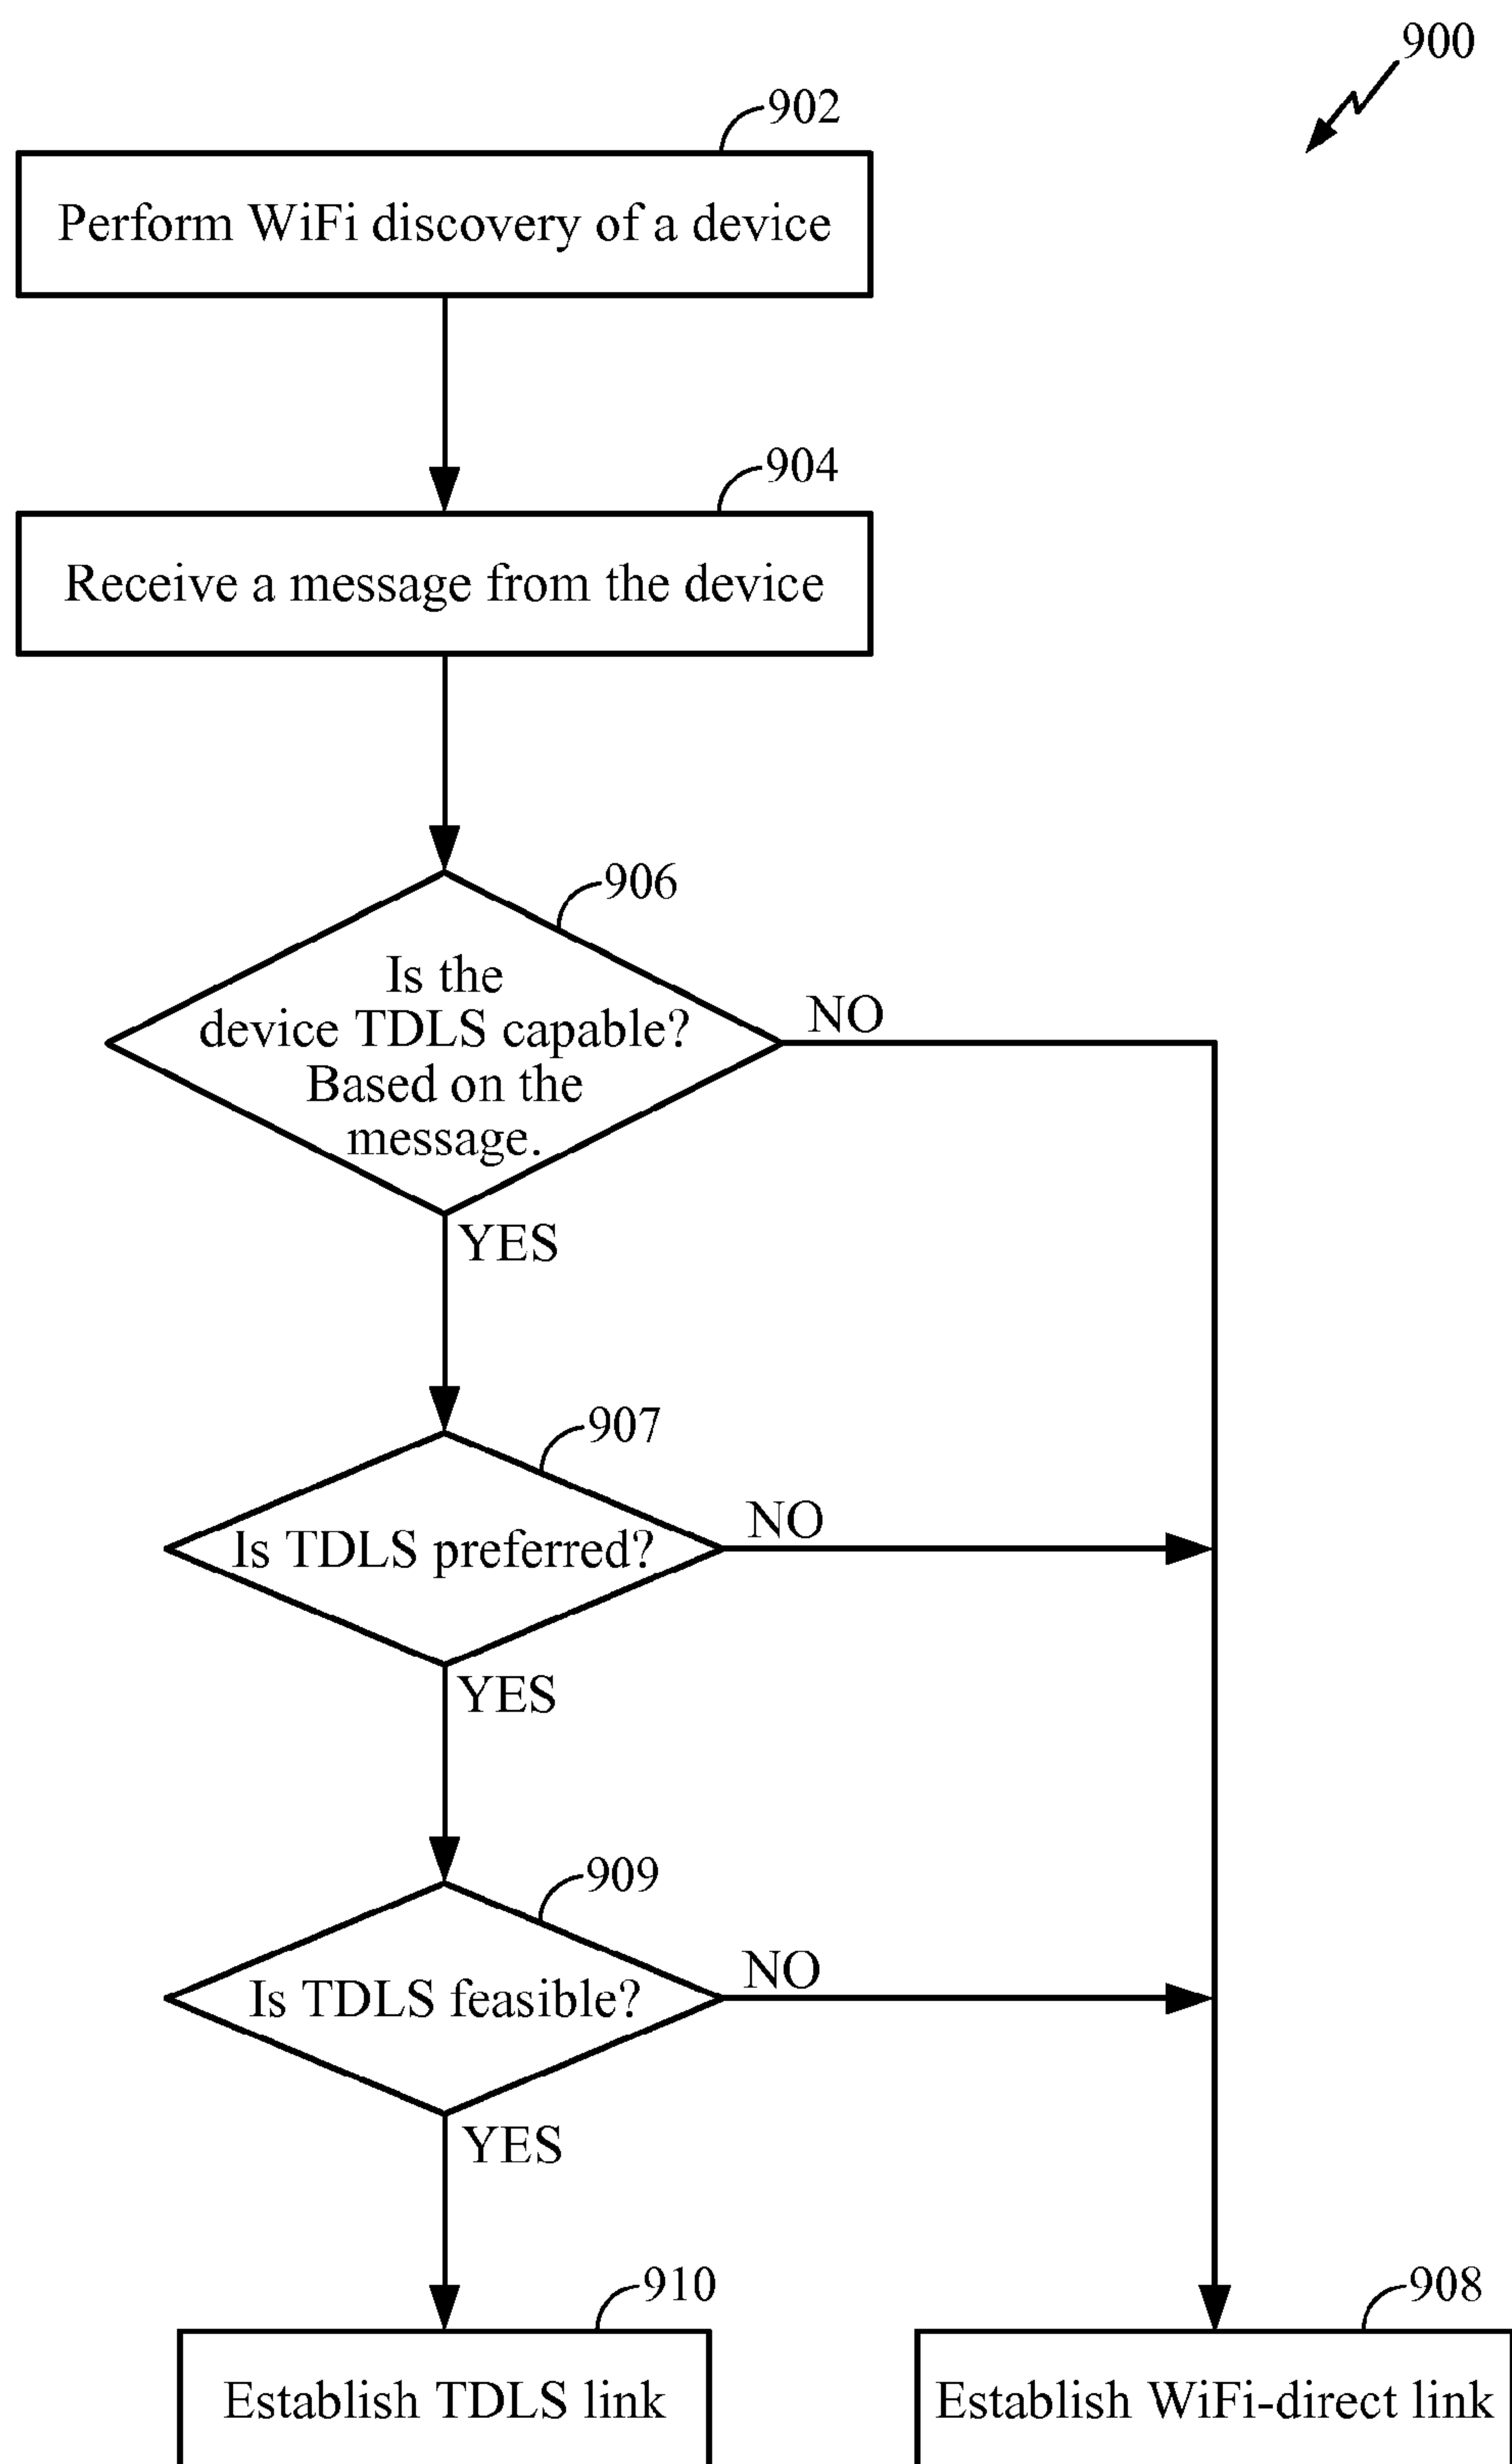 900
902
Perform WiFi discovery of a device
904
Receive a message from the device
906
Is the
device TDLS capable?
Based on the
message.
NO
YES
907
Is TDLS preferred?
NO
YES
909
Is TDLS feasible?
NO
YES
910
Establish TDLS link
908
Establish WiFi-direct link